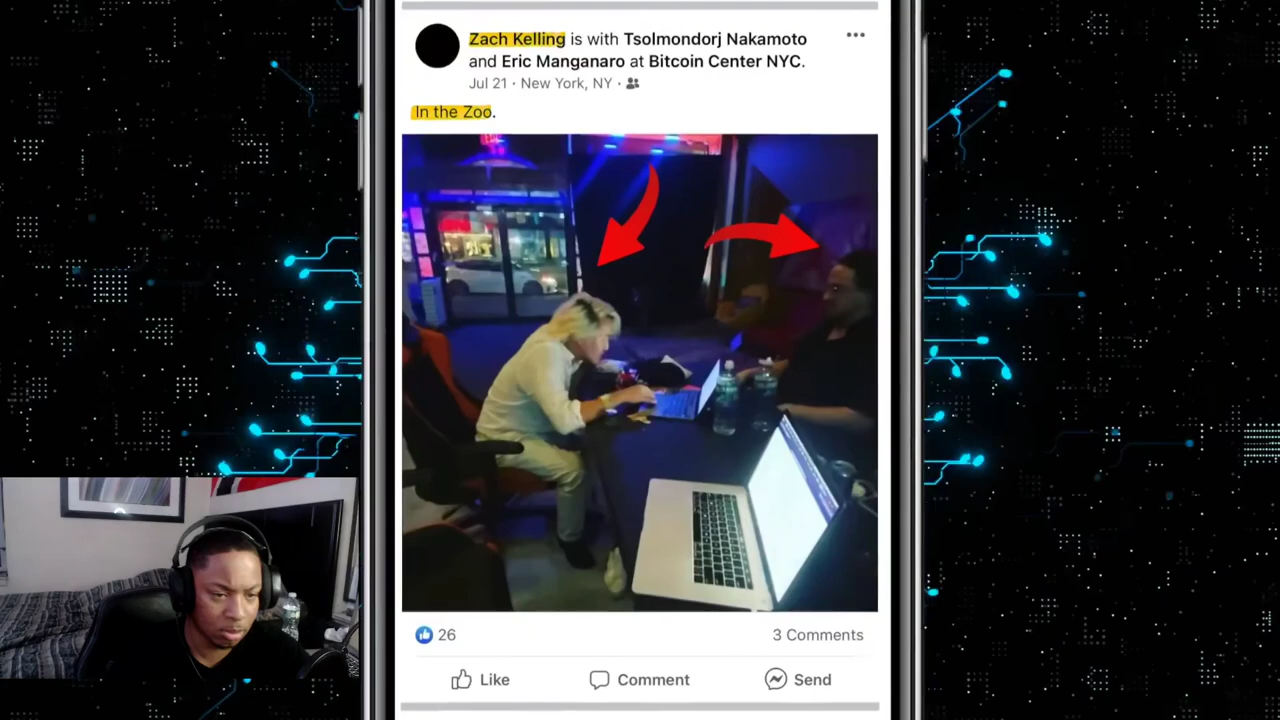 Zach Kelling is with Tsolmondorj Nakamoto
and Eric Manganaro at Bitcoin Center NYC.
Jul 21 · New York, NY ·
In the Zoo.
26
3 Comments
Like
Comment
Send